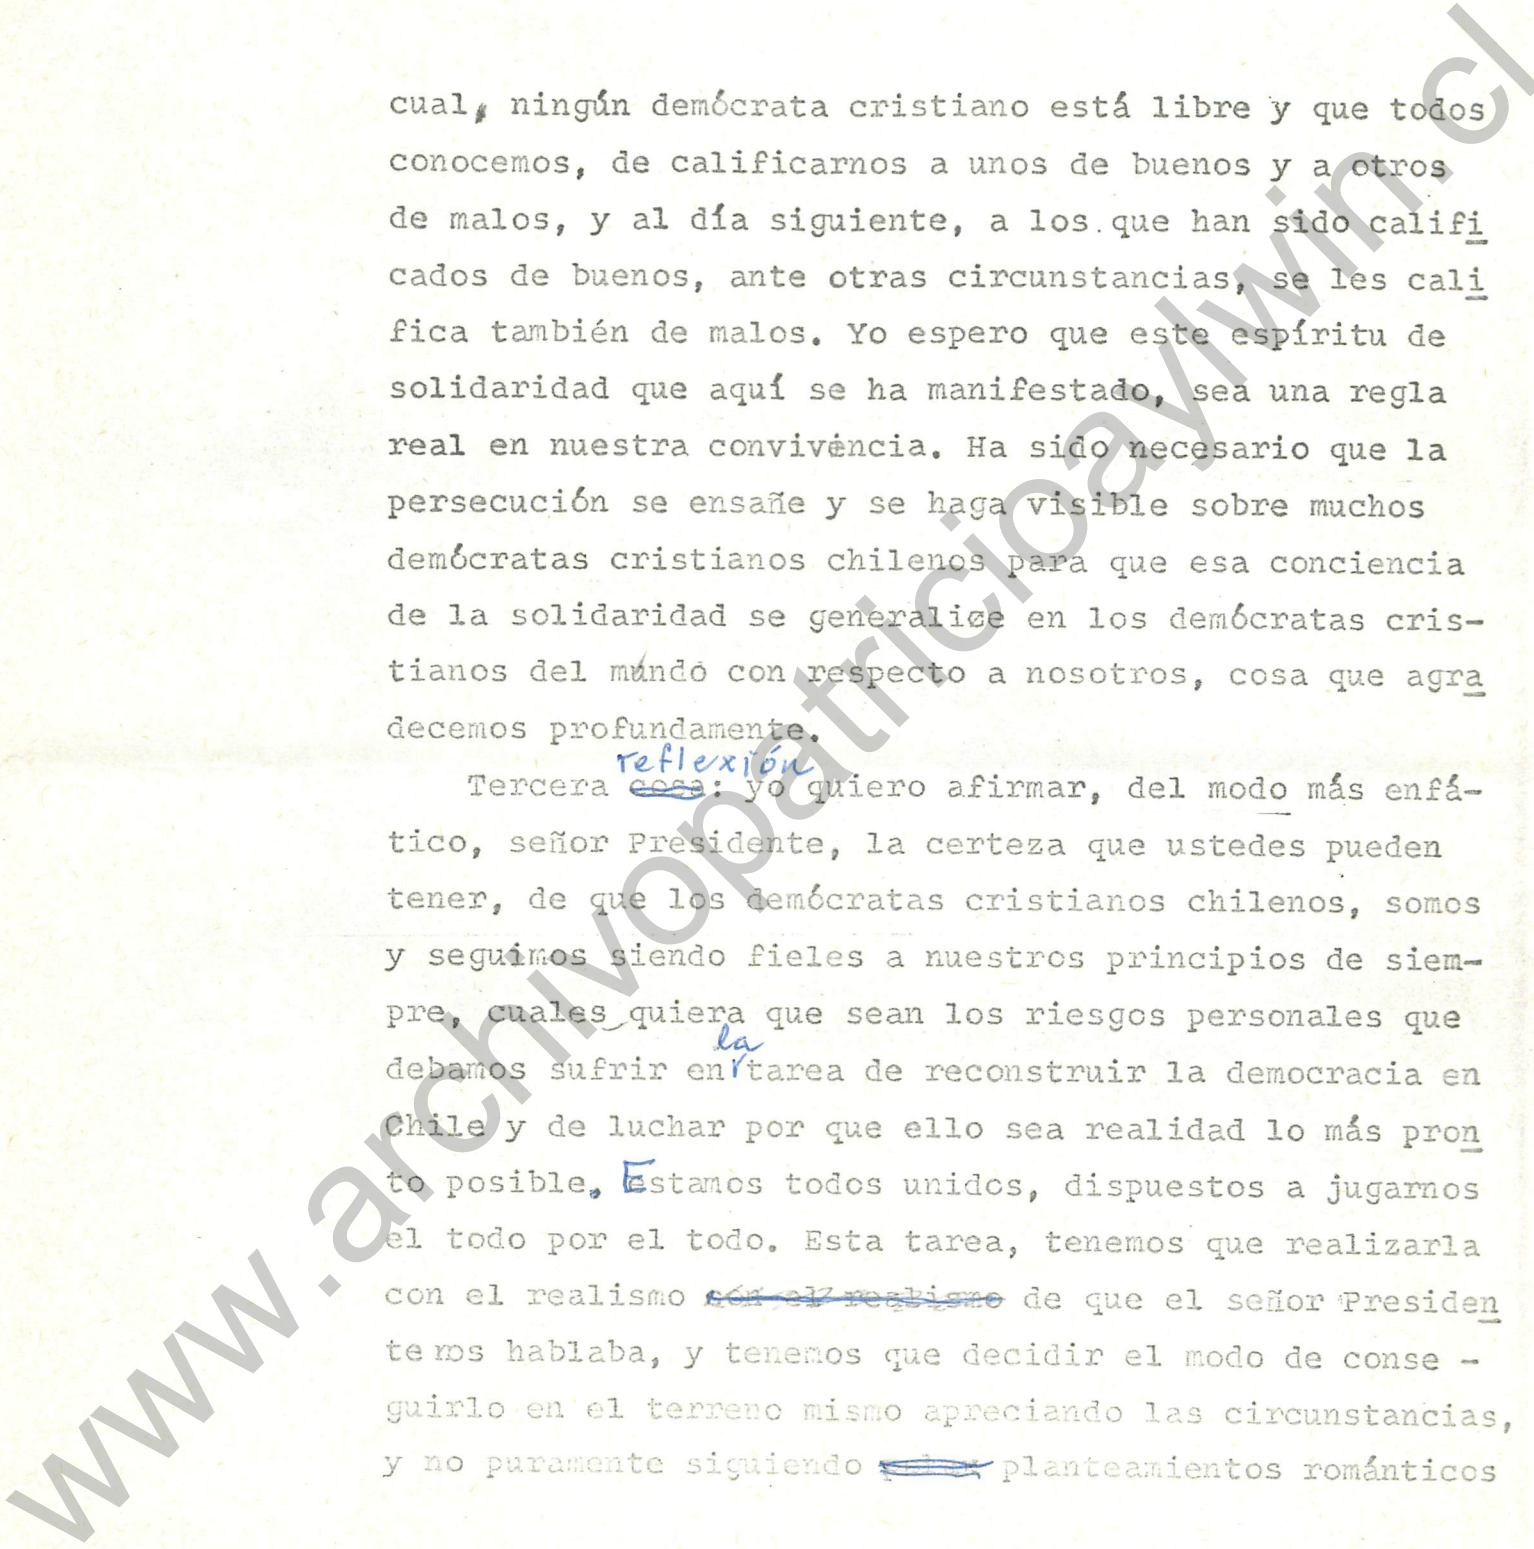 cual, ningún demócrata cristiano está libre y que todos
conocemos, de calificarnos a unos de buenos y a otros
de malos, y al día siguiente, a los que han sido califi
cados de buenos, ante otras circunstancias, se les cali
fica también de malos. Yo espero que este espíritu de
solidaridad que aquí se ha manifestado, sea una regla
real en nuestra convivencia. Ha sido necesario que la
persecución se ensañe y se haga visible sobre muchos
demócratas cristianos chilenos para que esa conciencia
de la solidaridad se generalice en los demócratas cris-
tianos del mundo con respecto a nosotros, cosa que agra
decemos profundamente.
reflexión
Tercera cosa: yo quiero afirmar, del modo más enfá-
tico, señor Presidente, la certeza que ustedes pueden
tener, de que los demócratas cristianos chilenos, somos
y seguimos siendo fieles a nuestros principios de siem-
pre, cuales quiera que sean los riesgos personales que
la
debamos sufrir en tarea de reconstruir la democracia en
Chile y de luchar por que ello sea realidad lo más pron
to posible. Estamos todos unidos, dispuestos a jugarnos
el todo por el todo. Esta tarea, tenemos que realizarla
con el realismo con el realismo de que el señor Presiden
te nos hablaba, y tenemos que decidir el modo de conse -
guirlo en el terreno mismo apreciando las circunstancias,
y no puramente siguiendo planteamientos románticos
www.archivopatricioaylwin.cl